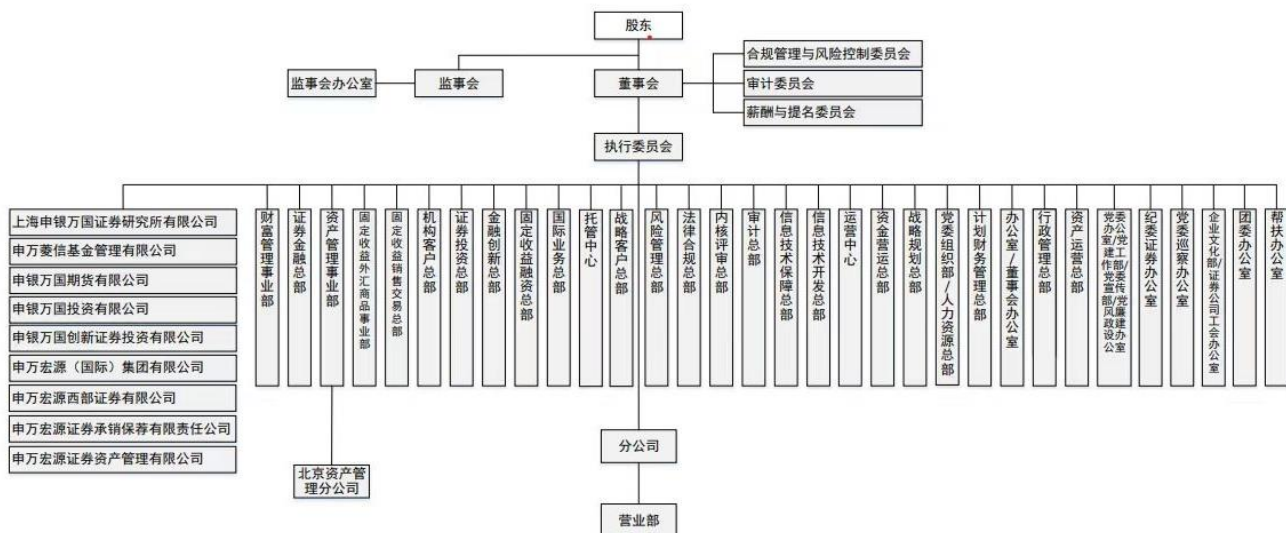 股东
合规管理与风险控制委员会
监事会办公室
监事会
董事会
审计委员会
薪酬与提名委员会
执行委员会
上海申银万国证券研究所有限公司
申万菱信基金管理有限公司
申银万国期货有限公司
申银万国投资有限公司
申银万国创新证券投资有限公司
申万宏源（国际）集团有限公司
申万宏源西部证券有限公司
申万宏源证券承销保荐有限责任公司
申万宏源证券资产管理有限公司
财富管理事业部
证券金融总部
资产管理事业部
固定收益外汇商品事业部
固定收益销售交易总部
机构客户总部
证券投资总部
金融创新总部
固定收益融资总部
国际业务总部
托管中心
战略客户总部
风险管理总部
法律合规总部
内核评审总部
审计总部
信息技术保障总部
信息技术开发总部
运营中心
资金营运总部
战略规划总部
党委组织部/人力资源总部
计划财务管理总部
办公室/董事会办公室
行政管理总部
资产运营总部
党委办公室/党建工作部/党委宣传部/党风廉政建设办公室
纪委证券办公室
党委巡察办公室
企业文化部/证券公司工会办公室
团委办公室
帮扶办公室
北京资产管
理分公司
分公司
营业部